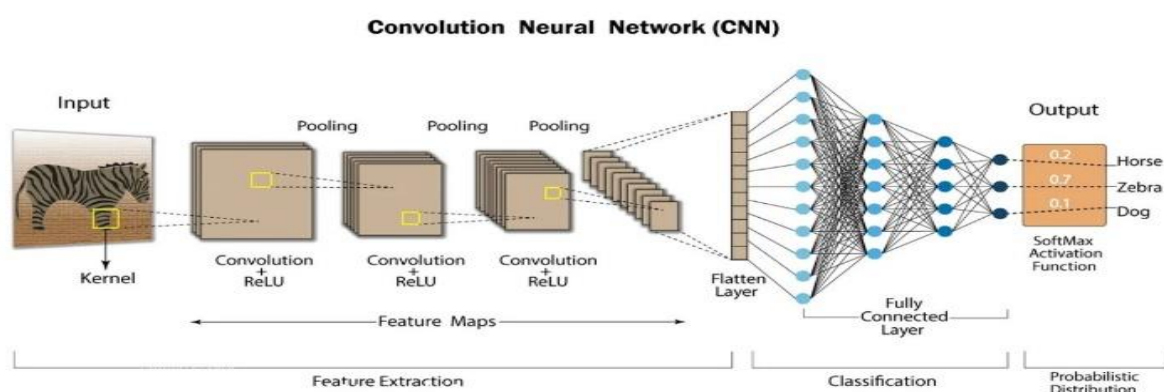 Convolution Neural Network (CNN)
Input
Kernel
Pooling
Pooling
Pooling
Convolution
+
ReLU
Convolution
+
ReLU
Convolution
+
ReLU
Feature Maps
Flatten
Layer
Fully
Connected
Layer
Output
0.2
0.7
0.1
Horse
Zebra
Dog
SoftMax
Activation
Function
Feature Extraction
Classification
Probabilistic
Distribution